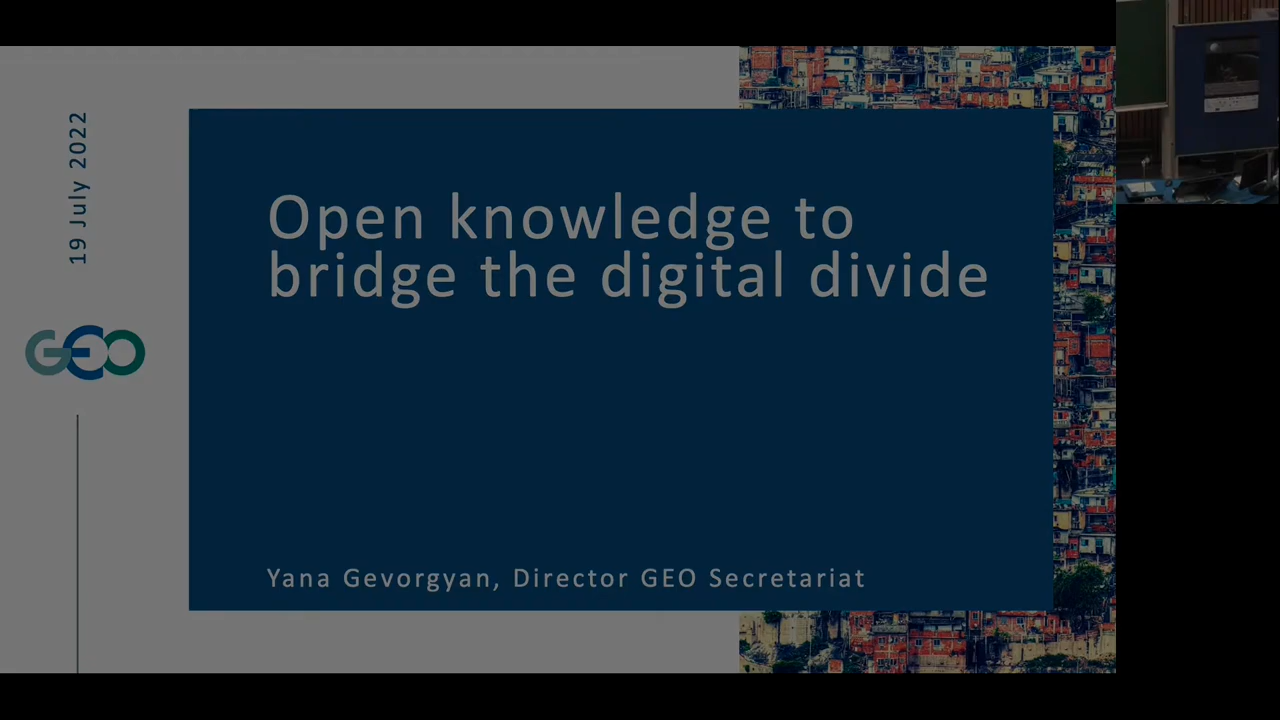 19 July 2022
GEO
Open knowledge to
bridge the digital divide
Yana Gevorgyan, Director GEO Secretariat